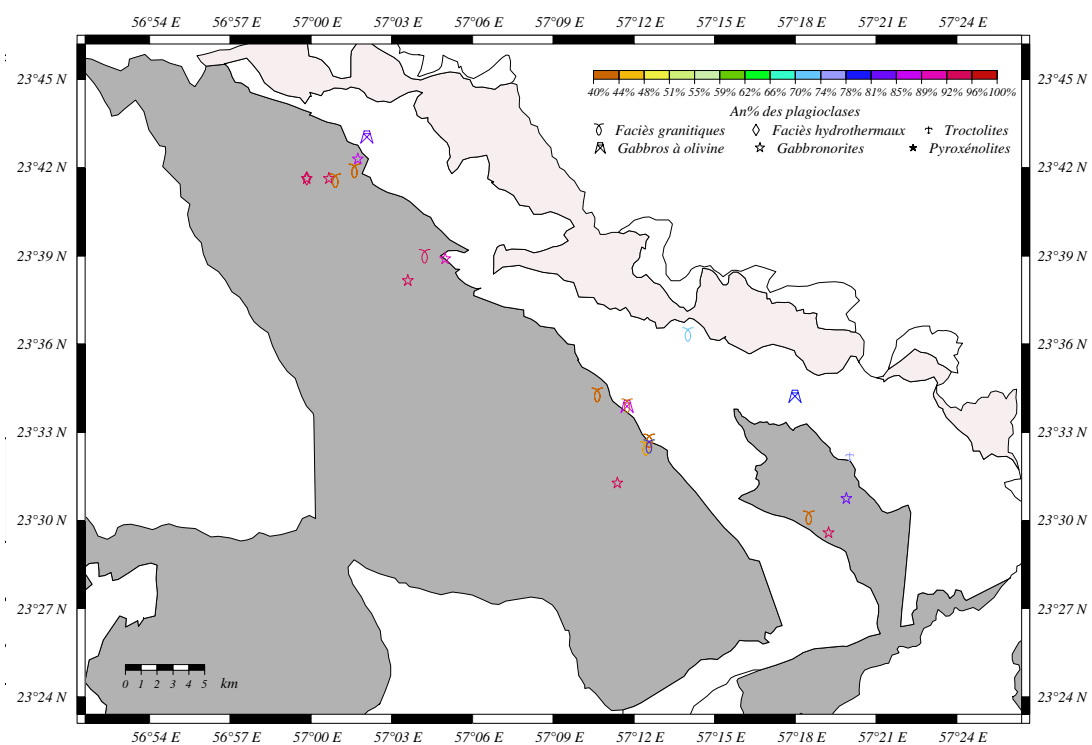 56°54 E 56°57 E 57°00 E 57°03 E 57°06 E 57°09 E 57°12 E 57°15 E 57°18 E 57°21 E 57°24 E
23°45 N 23°45 N
40% 44% 48% 51% 55% 59% 62% 66% 70% 74% 78% 81% 85% 89% 92% 96% 100%
An% des plagioclases
Faciès granitiques Faciès hydrothermaux Troctolites
Gabbros à olivine Gabbronorites Pyroxénolites
23°42 N 23°42 N
23°39 N 23°39 N
23°36 N 23°36 N
23°33 N 23°33 N
23°30 N 23°30 N
23°27 N 23°27 N
0 1 2 3 4 5 km
23°24 N 23°24 N
56°54 E 56°57 E 57°00 E 57°03 E 57°06 E 57°09 E 57°12 E 57°15 E 57°18 E 57°21 E 57°24 E